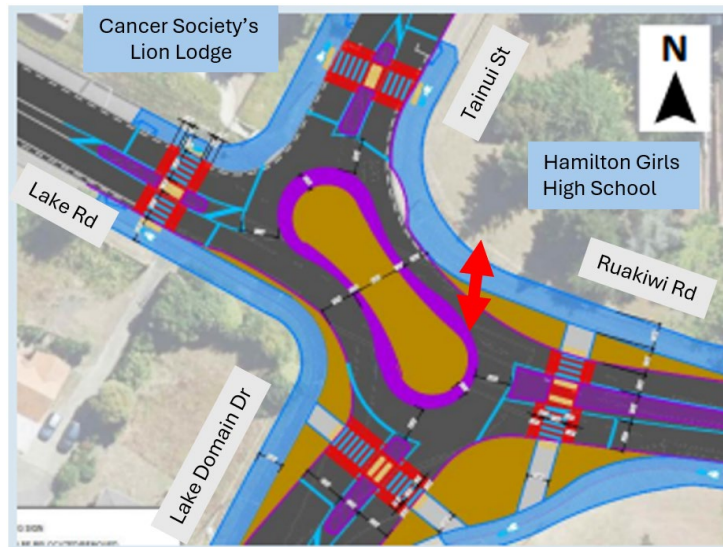 Cancer Society's
Lion Lodge
N
Tainui St
Hamilton Girls
High School
Lake Rd
Ruakiwi Rd
Lake Domain Dr